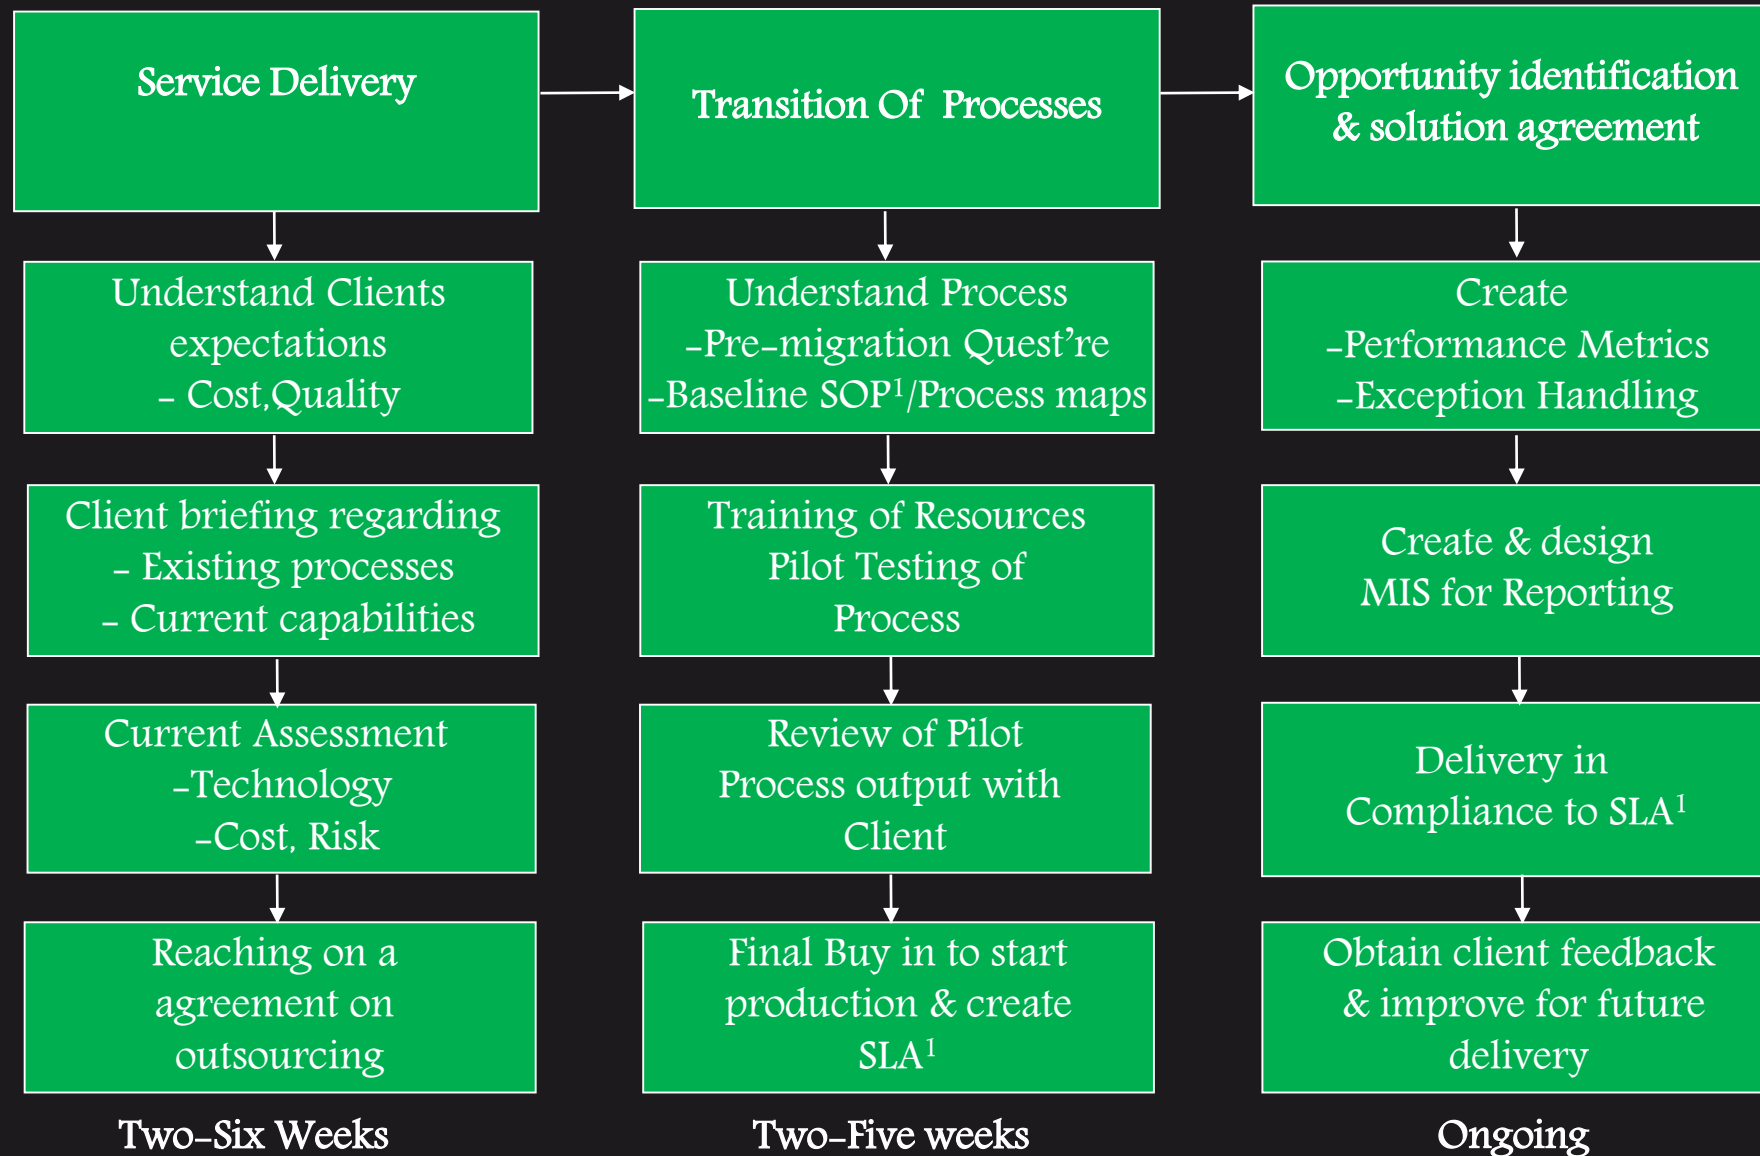 Service Delivery
Transition Of  Processes
Opportunity identification
& solution agreement
Understand Clients
expectations
- Cost,Quality
Understand Process
-Pre-migration Quest're
-Baseline SOP¹/Process maps
Create
-Performance Metrics
-Exception Handling
Client briefing regarding
- Existing processes
- Current capabilities
Training of Resources
Pilot Testing of
Process
Create & design
MIS for Reporting
Current Assessment
-Technology
-Cost, Risk
Review of Pilot
Process output with
Client
Delivery in
Compliance to SLA¹
Reaching on a
agreement on
outsourcing
Final Buy in to start
production & create
SLA¹
Obtain client feedback
& improve for future
delivery
Two-Six Weeks
Two-Five weeks
Ongoing